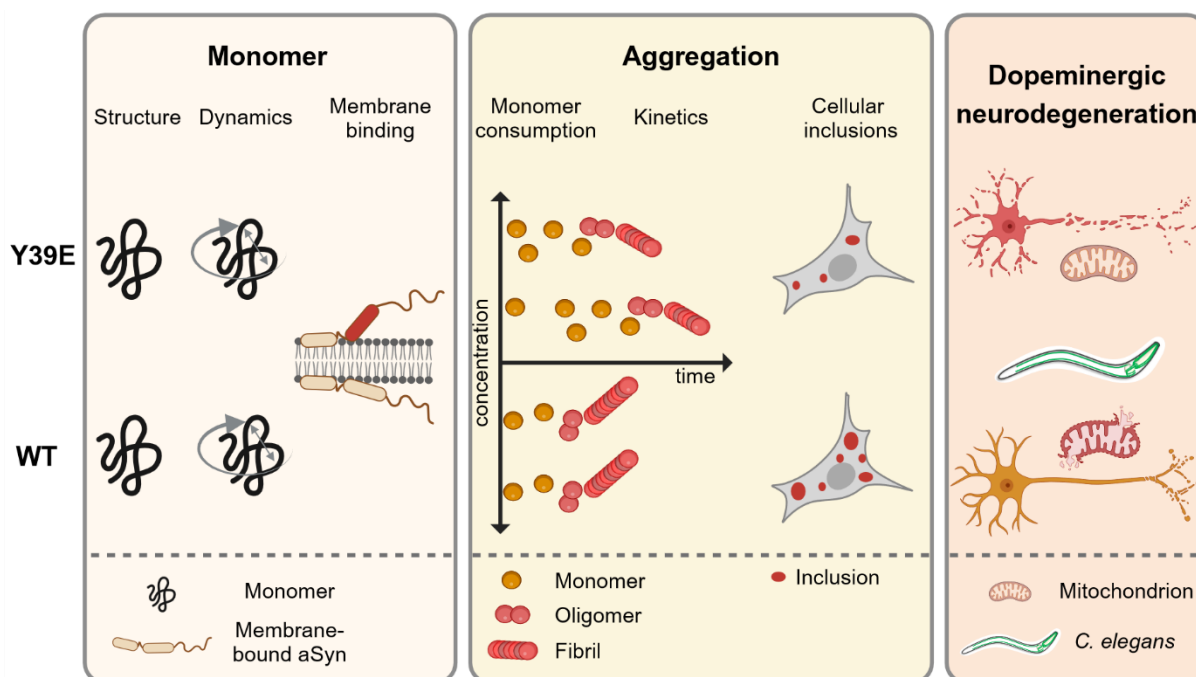 Monomer
Structure
Dynamics
Membrane
binding
Aggregation
Monomer
consumption
Kinetics
Cellular
inclusions
Dopeminergic
neurodegeneration
Y39E
WT
concentration
time
Monomer
Membrane-
bound aSyn
Monomer
Oligomer
Fibril
Inclusion
Mitochondrion
C. elegans